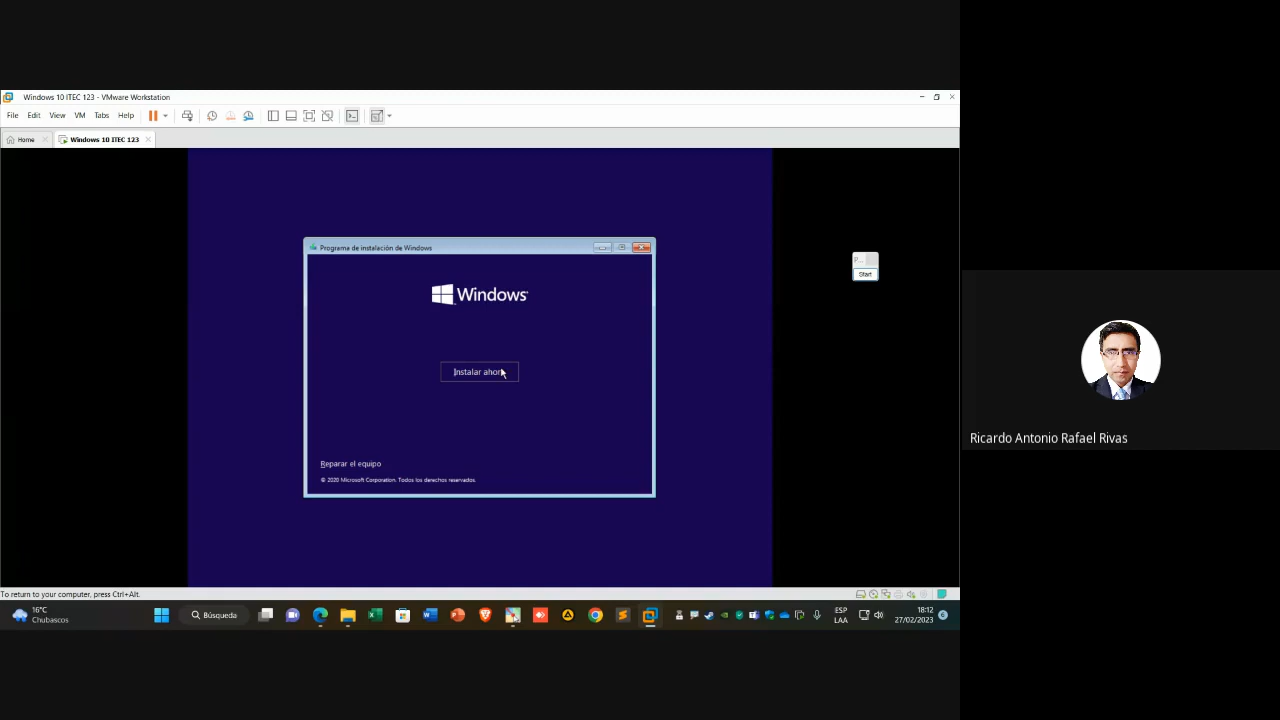 Windows 10 ITEC 123 - VMware Workstation
File Edit View VM Tabs Help
Home Windows 10 ITEC 123
Programa de instalación de Windows
Windows
Instalar ahora
Reparar el equipo
© 2020 Microsoft Corporation. Todos los derechos reservados.
P...
Start
Ricardo Antonio Rafael Rivas
To return to your computer, press Ctrl+Alt.
16°C
Chubascos
Búsqueda
ESP
LAA
18:12
27/02/2023